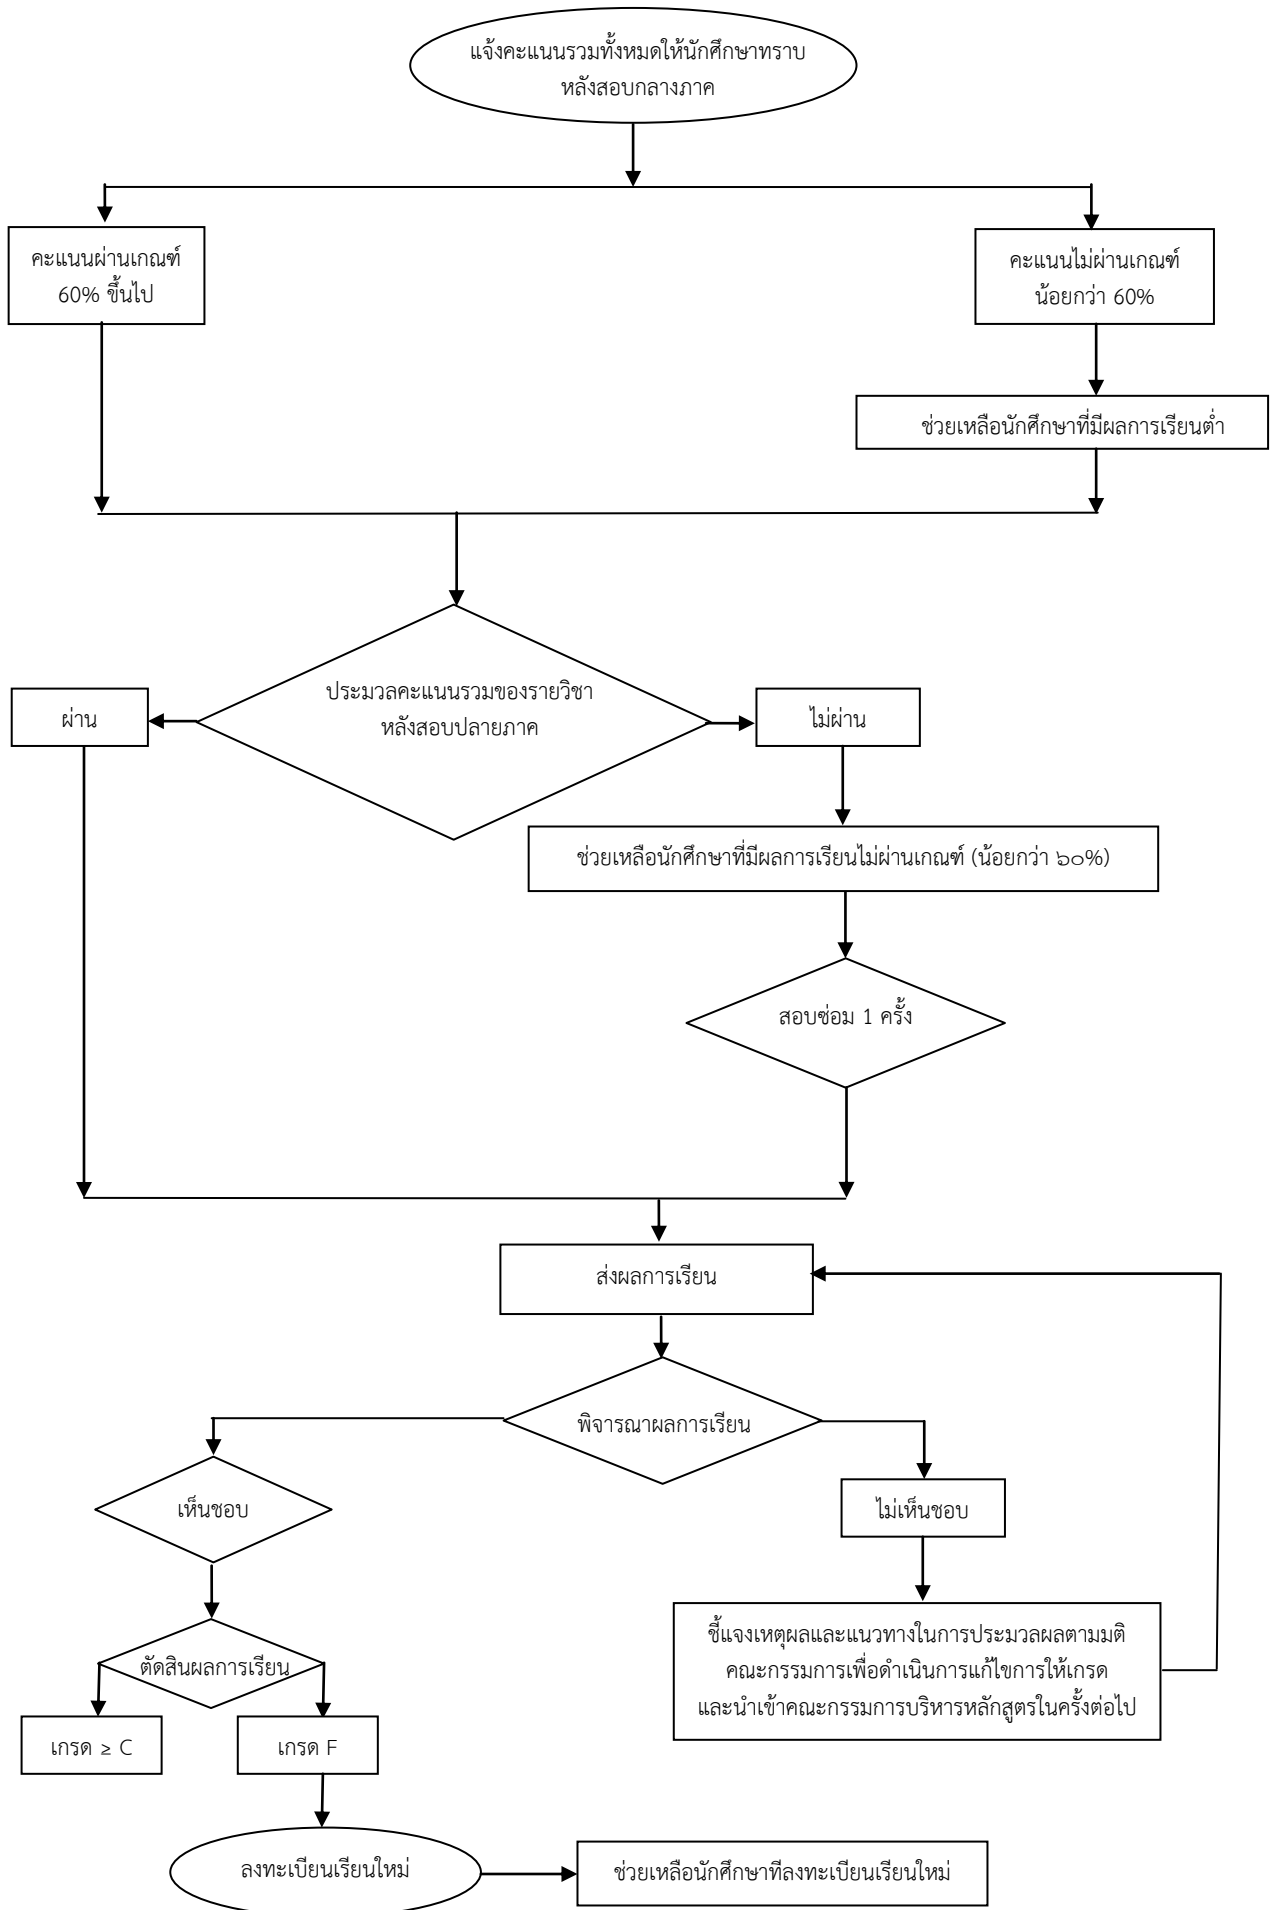 แจ้งคะแนนรวมทั้งหมดให้นักศึกษาทราบ
หลังสอบกลางภาค
คะแนนผ่านเกณฑ์
60% ขึ้นไป
คะแนนไม่ผ่านเกณฑ์
น้อยกว่า 60%
ช่วยเหลือนักศึกษาที่มีผลการเรียนต่ำ
ประมวลคะแนนรวมของรายวิชา
หลังสอบปลายภาค
ผ่าน
ไม่ผ่าน
ช่วยเหลือนักศึกษาที่มีผลการเรียนไม่ผ่านเกณฑ์ (น้อยกว่า ๖๐%)
สอบซ่อม 1 ครั้ง
ส่งผลการเรียน
พิจารณาผลการเรียน
เห็นชอบ
ไม่เห็นชอบ
ตัดสินผลการเรียน
ชี้แจงเหตุผลและแนวทางในการประมวลผลตามมติ
คณะกรรมการเพื่อดำเนินการแก้ไขการให้เกรด
และนำเข้าคณะกรรมการบริหารหลักสูตรในครั้งต่อไป
เกรด ≥ C
เกรด F
ลงทะเบียนเรียนใหม่
ช่วยเหลือนักศึกษาทีลงทะเบียนเรียนใหม่